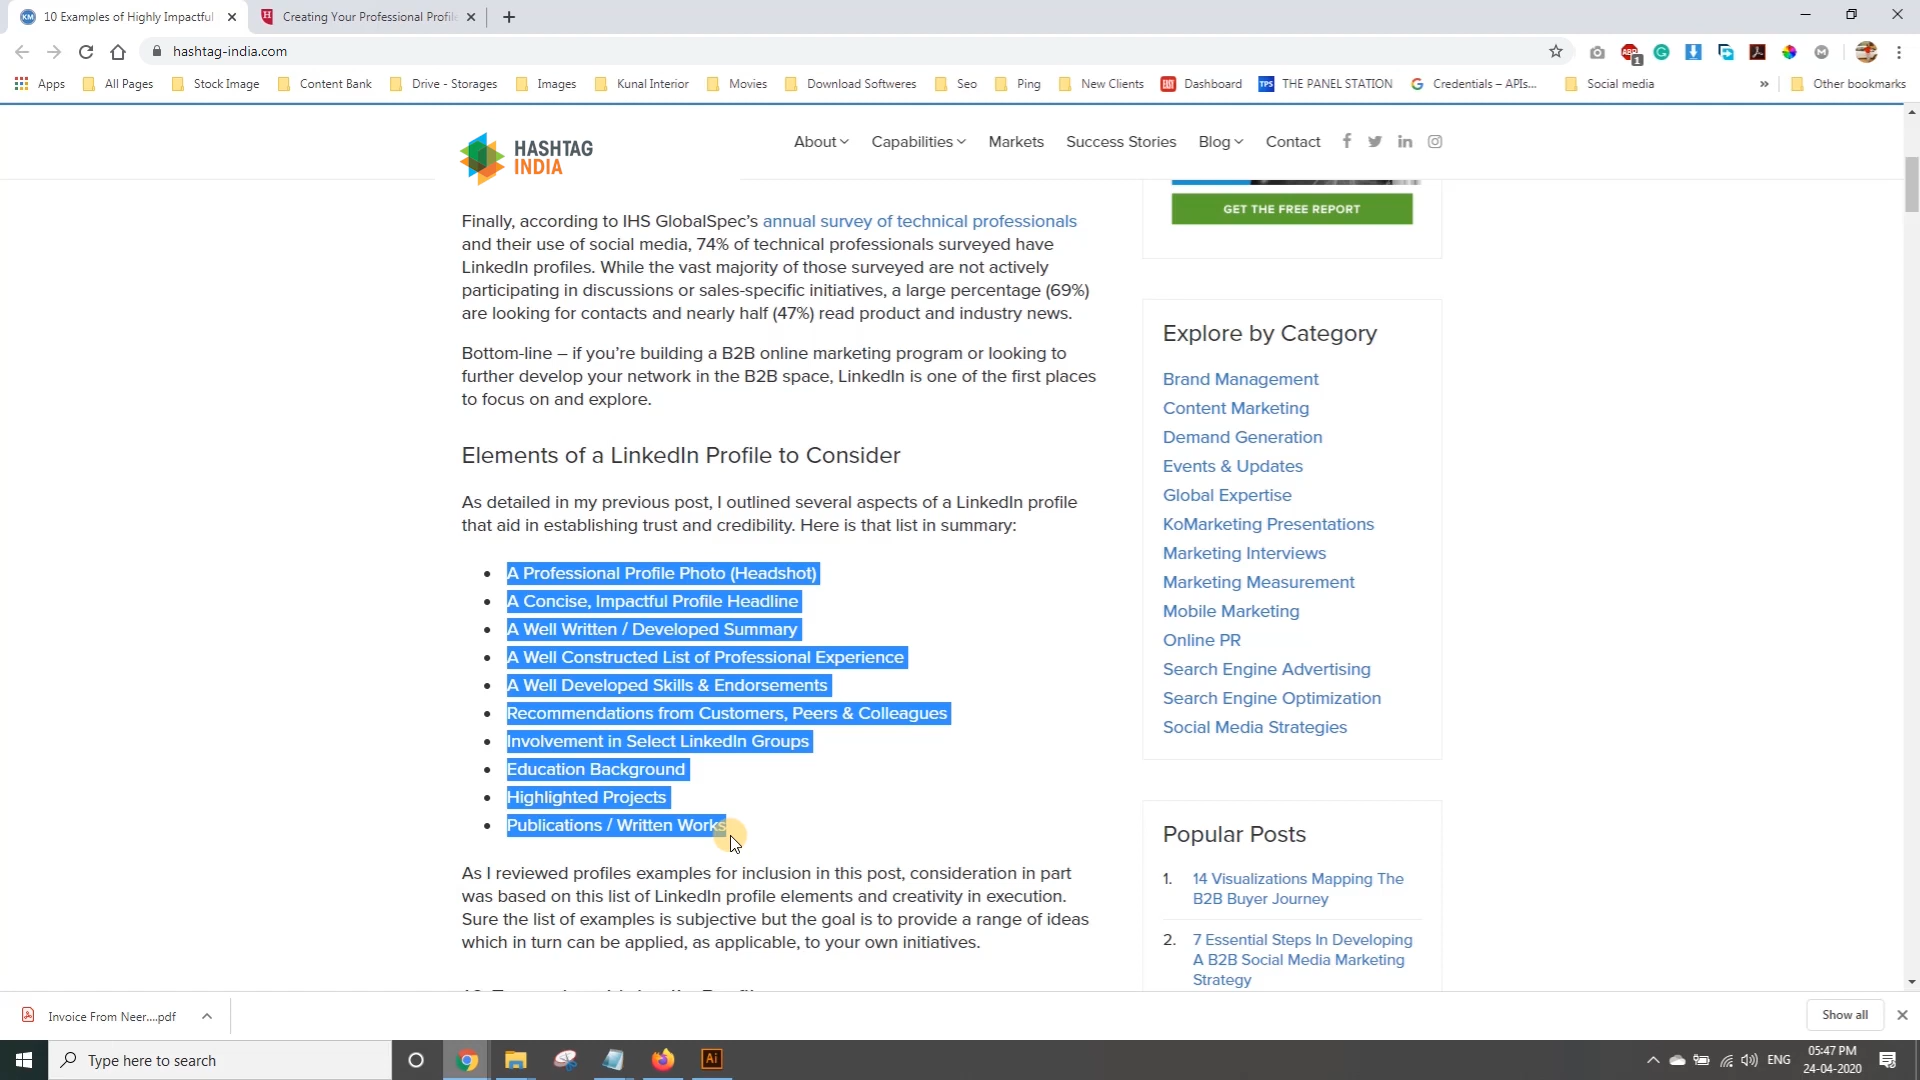 10 Examples of Highly Impactful
Creating Your Professional Profile
hashtag-india.com
Apps
All Pages
Stock Image
Content Bank
Drive - Storages
Images
Kunal Interior
Movies
Download Softweres
Seo
Ping
New Clients
Dashboard
THE PANEL STATION
Credentials – APIs...
Social media
»
Other bookmarks
HASHTAG
INDIA
About
Capabilities
Markets
Success Stories
Blog
Contact
GET THE FREE REPORT
Finally, according to IHS GlobalSpec’s annual survey of technical professionals
and their use of social media, 74% of technical professionals surveyed have
LinkedIn profiles. While the vast majority of those surveyed are not actively
participating in discussions or sales-specific initiatives, a large percentage (69%)
are looking for contacts and nearly half (47%) read product and industry news.
Bottom-line – if you’re building a B2B online marketing program or looking to
further develop your network in the B2B space, LinkedIn is one of the first places
to focus on and explore.
Elements of a LinkedIn Profile to Consider
As detailed in my previous post, I outlined several aspects of a LinkedIn profile
that aid in establishing trust and credibility. Here is that list in summary:
• A Professional Profile Photo (Headshot)
• A Concise, Impactful Profile Headline
• A Well Written / Developed Summary
• A Well Constructed List of Professional Experience
• A Well Developed Skills & Endorsements
• Recommendations from Customers, Peers & Colleagues
• Involvement in Select LinkedIn Groups
• Education Background
• Highlighted Projects
• Publications / Written Works
As I reviewed profiles examples for inclusion in this post, consideration in part
was based on this list of LinkedIn profile elements and creativity in execution.
Sure the list of examples is subjective but the goal is to provide a range of ideas
which in turn can be applied, as applicable, to your own initiatives.
Explore by Category
Brand Management
Content Marketing
Demand Generation
Events & Updates
Global Expertise
KoMarketing Presentations
Marketing Interviews
Marketing Measurement
Mobile Marketing
Online PR
Search Engine Advertising
Search Engine Optimization
Social Media Strategies
Popular Posts
1. 14 Visualizations Mapping The
B2B Buyer Journey
2. 7 Essential Steps In Developing
A B2B Social Media Marketing
Strategy
Invoice From Neer....pdf
Show all
Type here to search
Ai
ENG
05:47 PM
24-04-2020